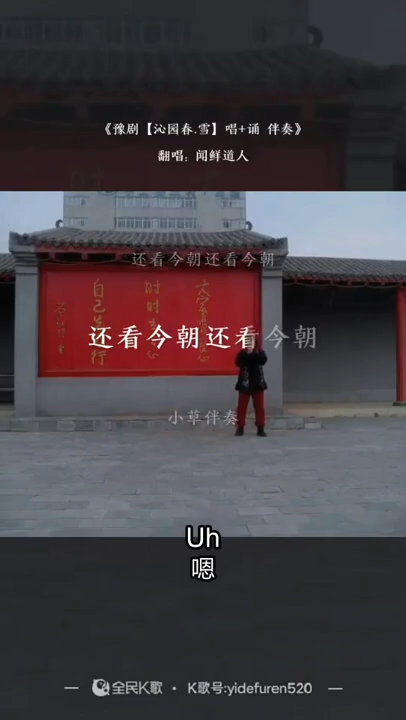 《豫剧【沁园春.雪】唱+诵 伴奏》
翻唱：闻鲜道人
还看今朝还看今朝
还看今朝还看今朝
小草伴奏
Uh
嗯
全民K歌 · K歌号:yidefuren520